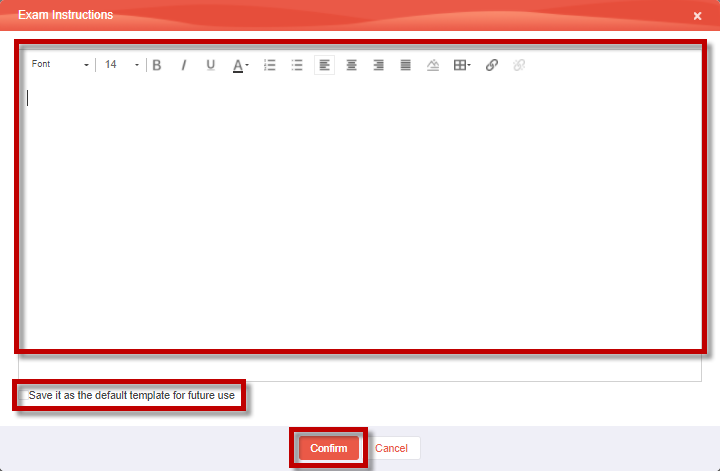 Exam Instructions ×
Font 14 B I U A
Save it as the default template for future use
Confirm Cancel